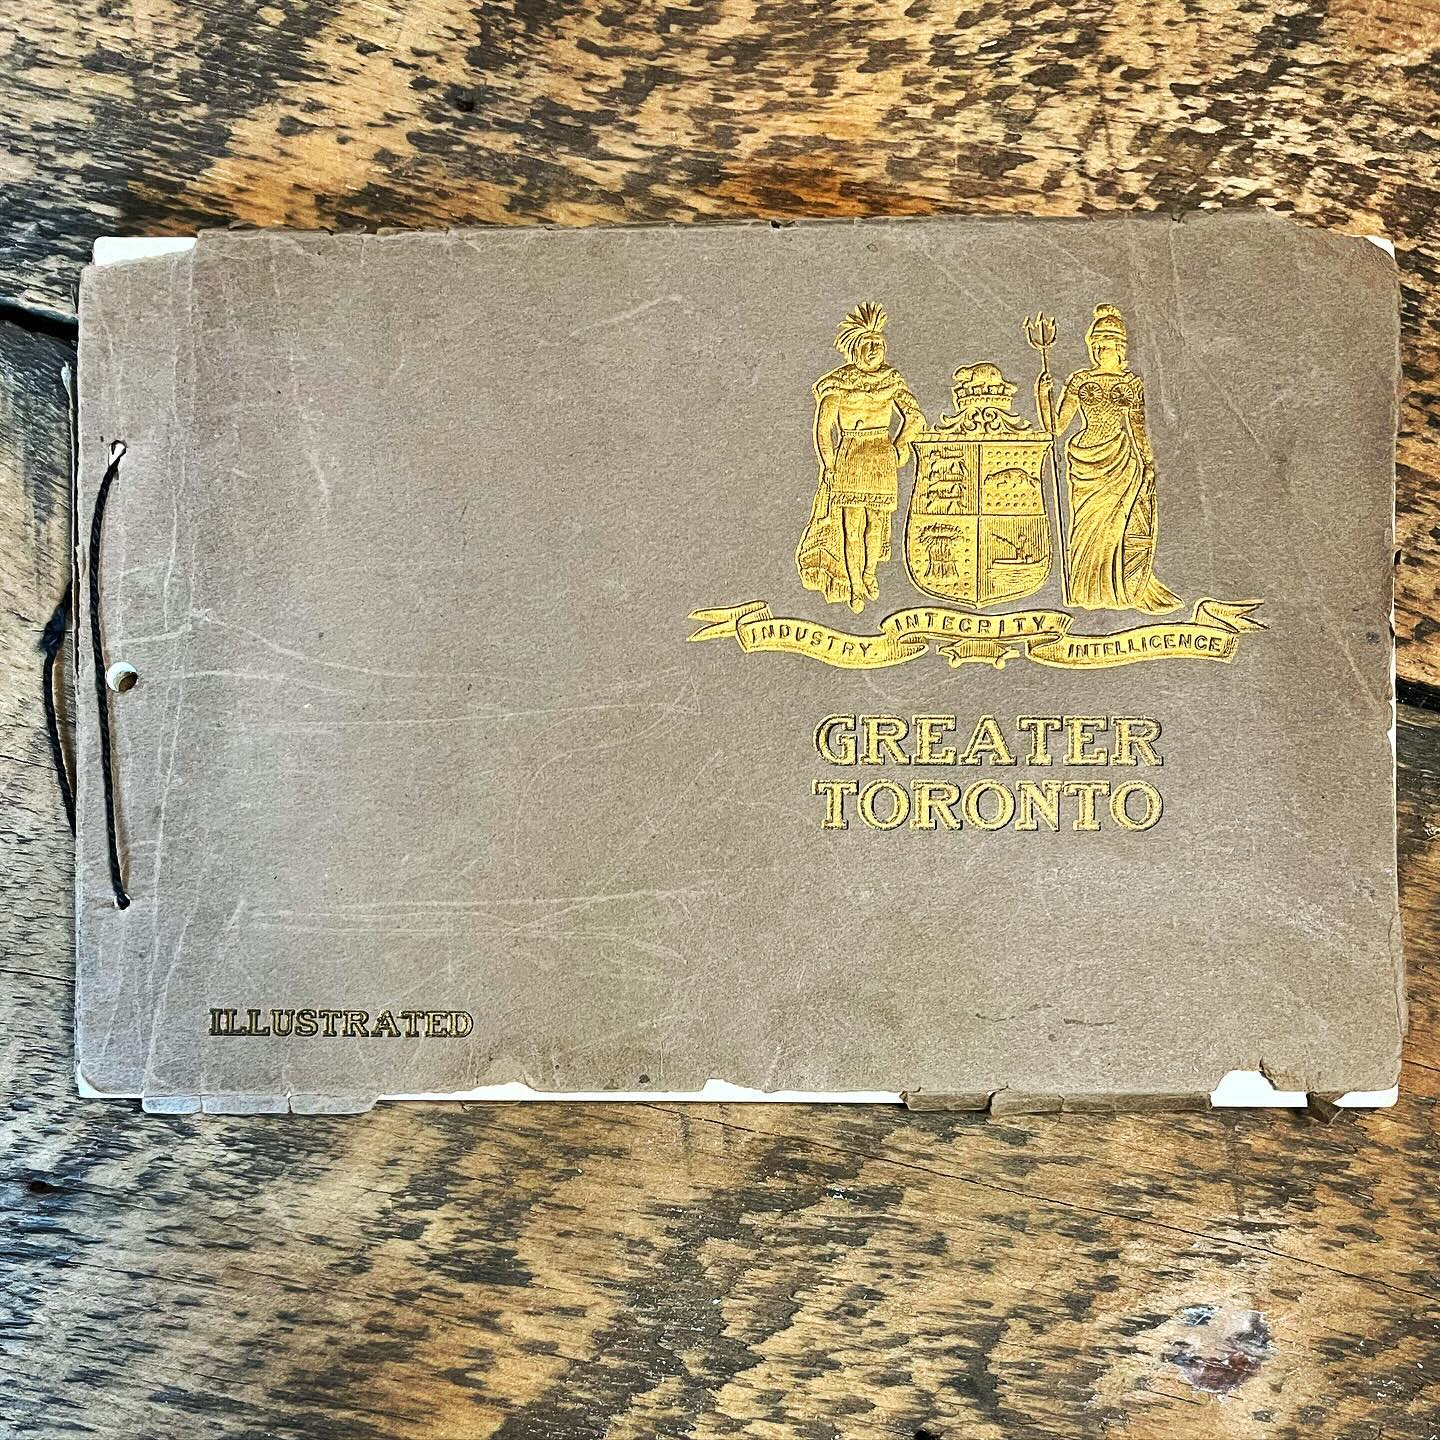 INDUSTRY. INTEGRITY. INTELLIGENCE
GREATER
TORONTO
ILLUSTRATED